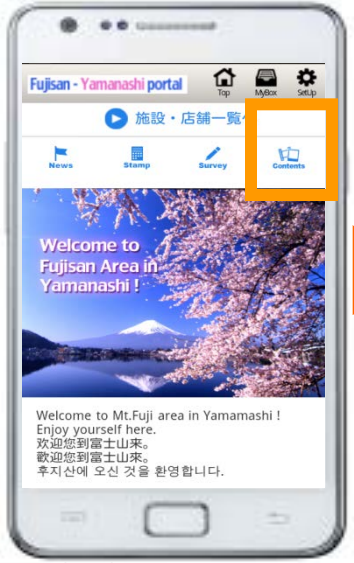 Fujisan - Yamanashi portal
Top
MyBox
SetUp
施設・店舗一覧
News
Stamp
Survey
Contents
Welcome to
Fujisan Area in
Yamanashi !
Welcome to Mt.Fuji area in Yamamashi !
Enjoy yourself here.
欢迎您到富士山来。
歡迎您到富士山來。
후지산에 오신 것을 환영합니다.